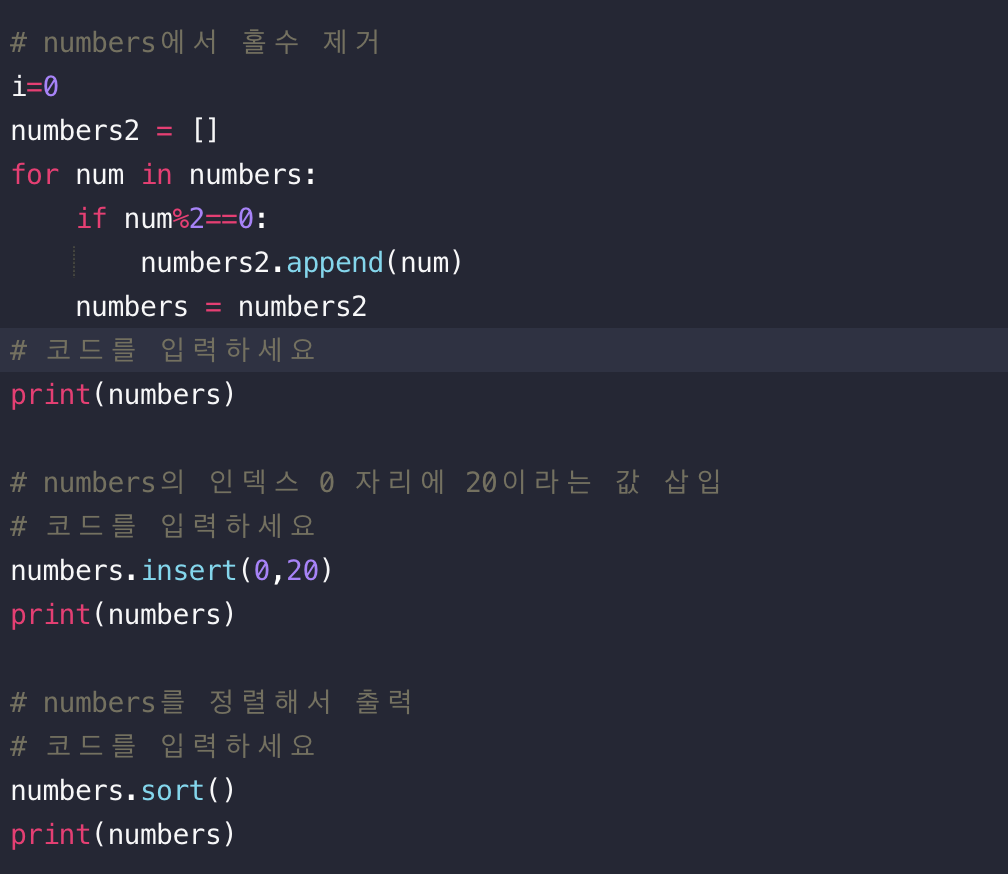 # numbers에서 홀수 제거
i=0
numbers2 = []
for num in numbers:
    if num%2==0:
        numbers2.append(num)
    numbers = numbers2
# 코드를 입력하세요
print(numbers)

# numbers의 인덱스 0 자리에 20이라는 값 삽입
# 코드를 입력하세요
numbers.insert(0,20)
print(numbers)

# numbers를 정렬해서 출력
# 코드를 입력하세요
numbers.sort()
print(numbers)